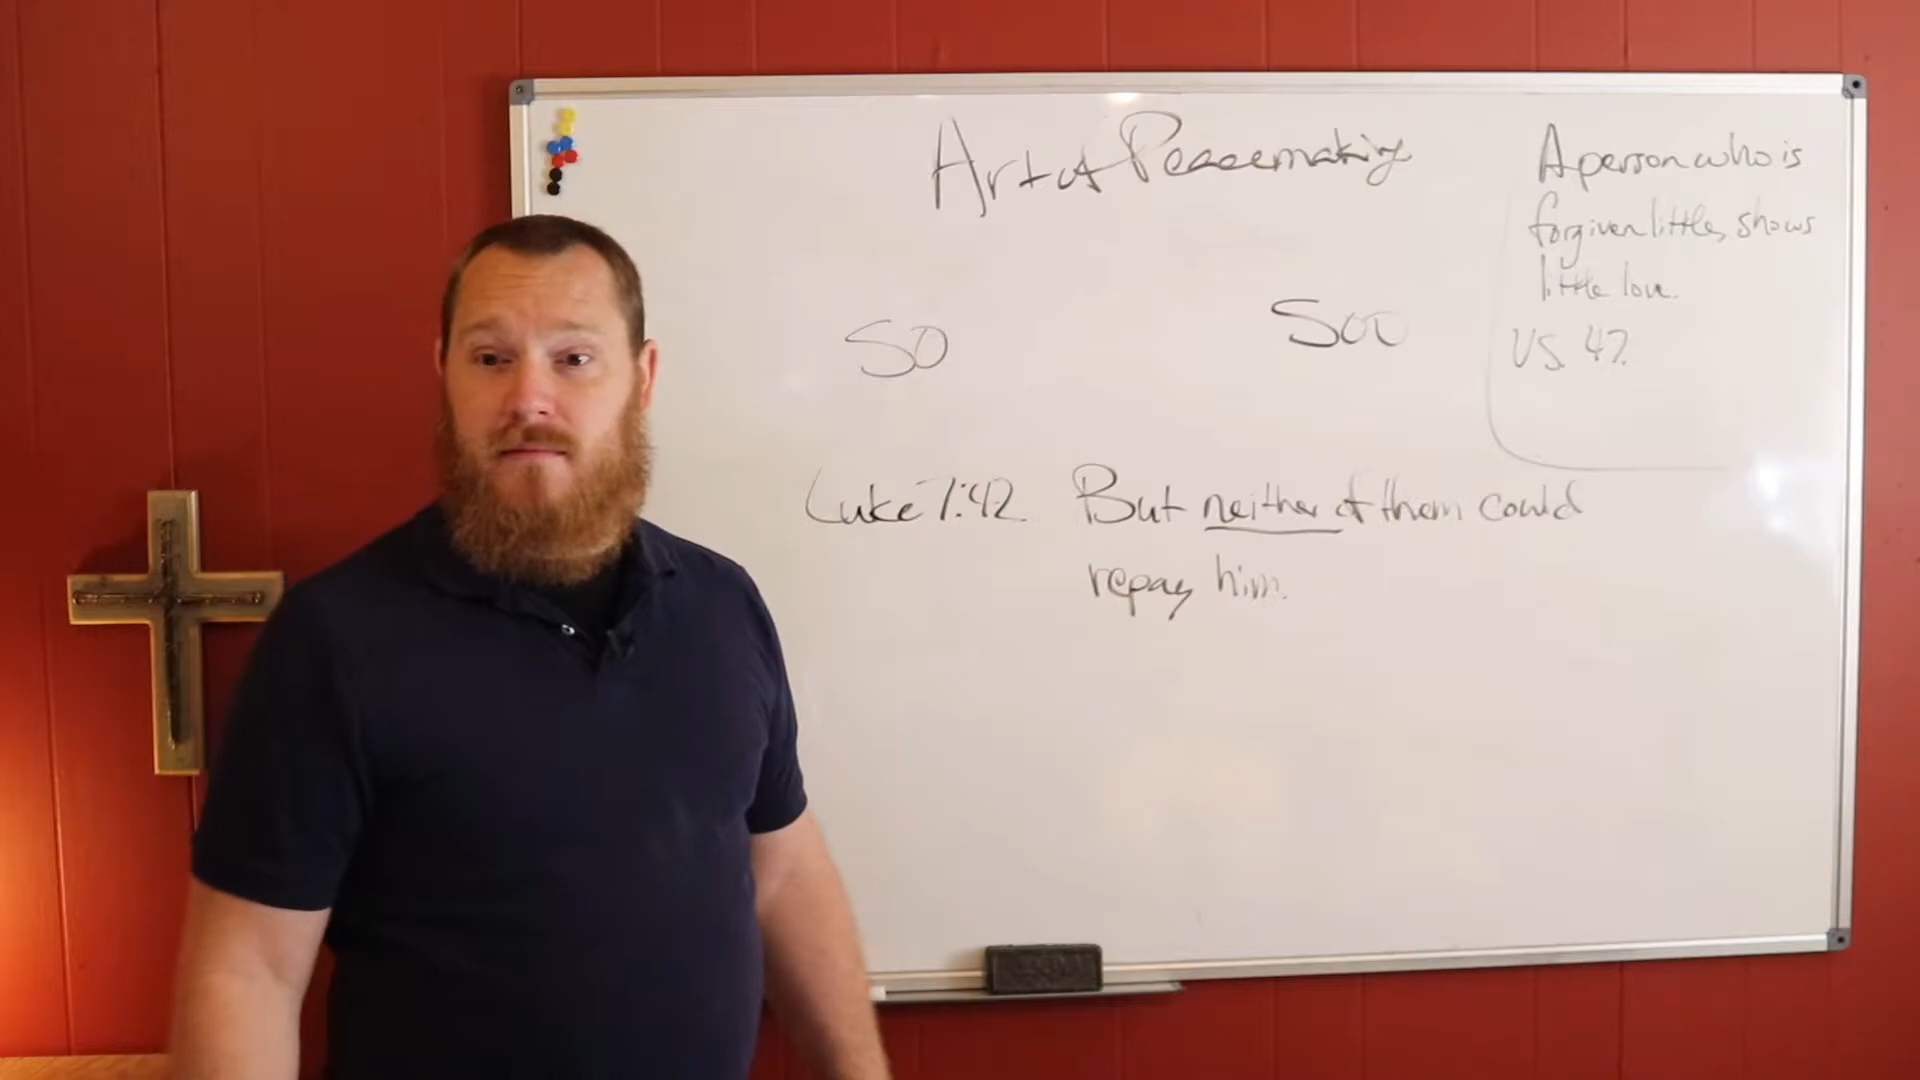 Art of Peacemaking
A person who is
forgiven little, shows
little love.
VS. 47.
50
500
Luke 7:42 But neither of them could
repay him.